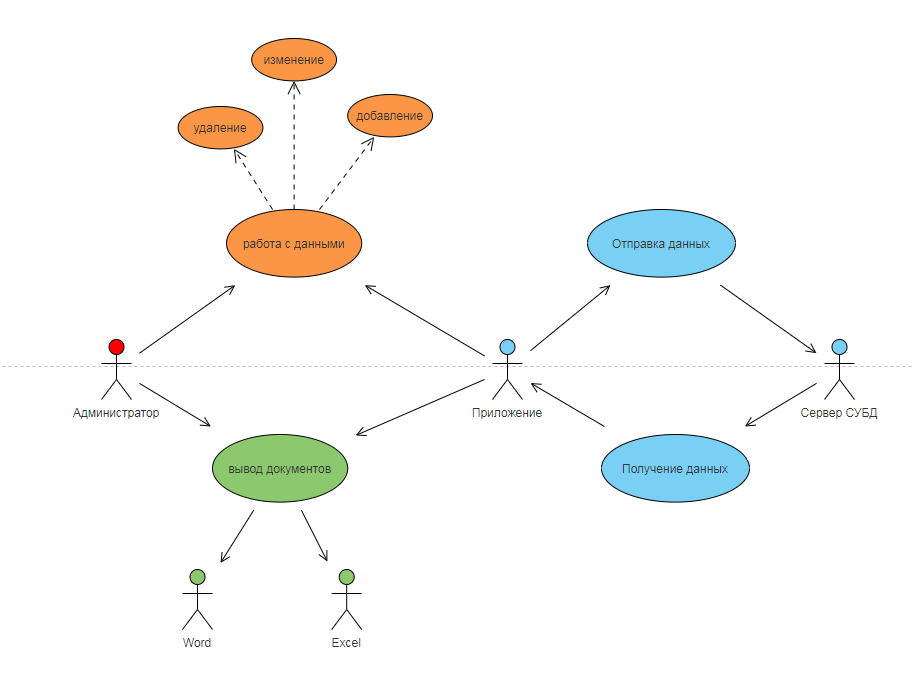 изменение
добавление
удаление
работа с данными
Отправка данных
Администратор
Приложение
Сервер СУБД
вывод документов
Получение данных
Word
Excel